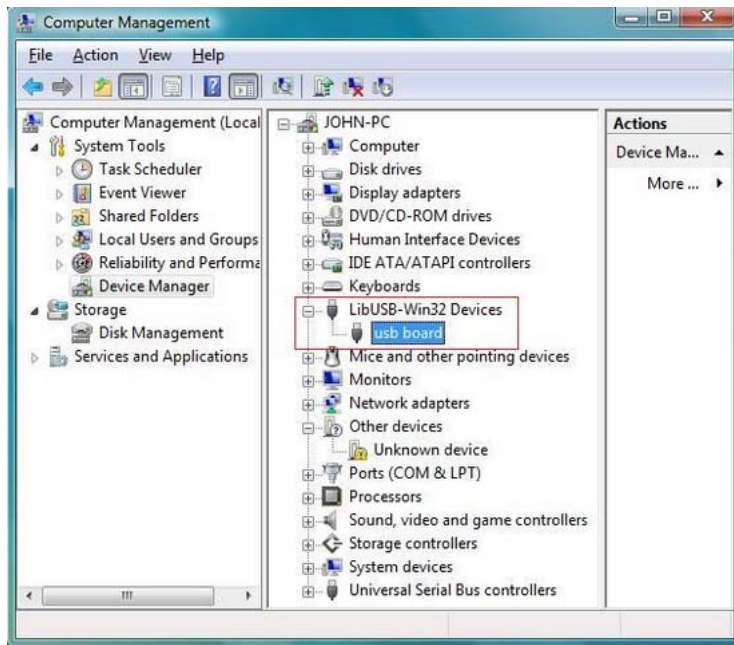 Computer Management
File Action View Help
Computer Management (Local
System Tools
Task Scheduler
Event Viewer
Shared Folders
Local Users and Groups
Reliability and Performa
Device Manager
Storage
Disk Management
Services and Applications
JOHN-PC
Computer
Disk drives
Display adapters
DVD/CD-ROM drives
Human Interface Devices
IDE ATA/ATAPI controllers
Keyboards
LibUSB-Win32 Devices
usb board
Mice and other pointing devices
Monitors
Network adapters
Other devices
Unknown device
Ports (COM & LPT)
Processors
Sound, video and game controllers
Storage controllers
System devices
Universal Serial Bus controllers
Actions
Device Ma...
More ...